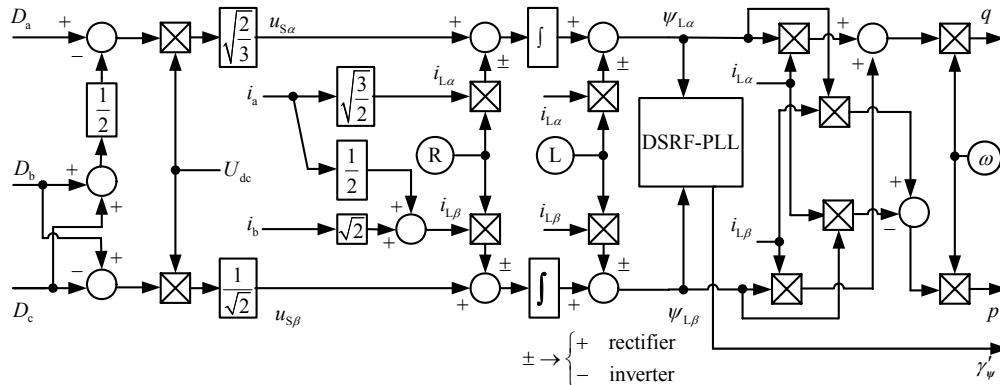 D_a + − 1/2 + + D_b − + D_c
√(2/3) u_Sα
U_dc
1/√2 u_Sβ
i_a √(3/2) i_Lα
1/2
i_b √2 + + i_Lβ
+ ± R ± +
∫ + ± ψ_Lα
i_Lα
L
i_Lβ
∫ + ± ψ_Lβ
DSRF-PLL
i_Lα
i_Lβ
+ + q
+ −
ω
p
± → { + rectifier
− inverter
γ'_ψ